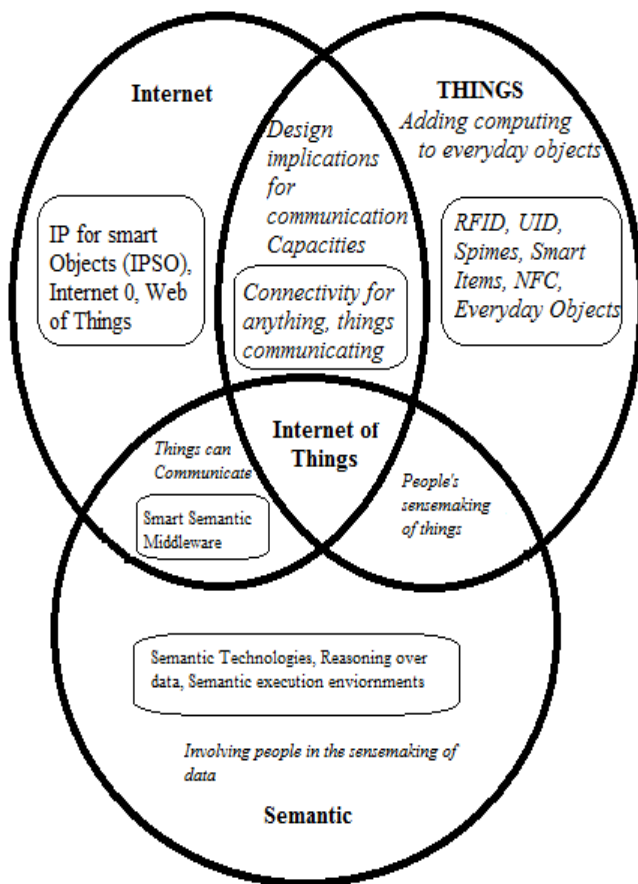 Internet
THINGS
Adding computing
to everyday objects
Design
implications
for
communication
Capacities
IP for smart
Objects (IPSO),
Internet 0, Web
of Things
RFID, UID,
Spimes, Smart
Items, NFC,
Everyday Objects
Connectivity for
anything, things
communicating
Internet of
Things
Things can
Communicate
People's
sensemaking
of things
Smart Semantic
Middleware
Semantic Technologies, Reasoning over
data, Semantic execution enviornments
Involving people in the sensemaking of
data
Semantic